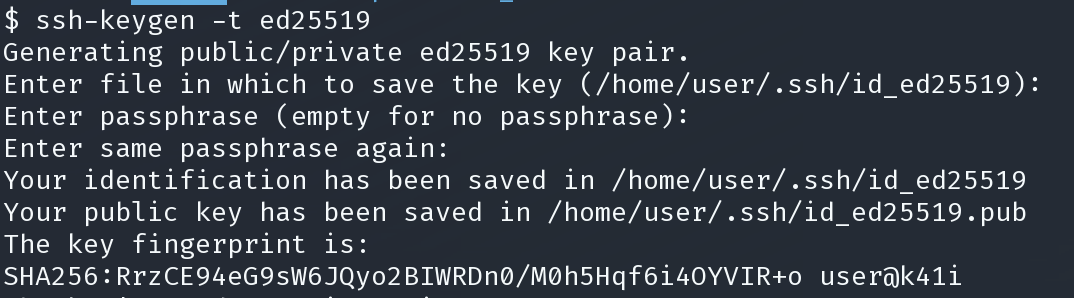 $ ssh-keygen -t ed25519
Generating public/private ed25519 key pair.
Enter file in which to save the key (/home/user/.ssh/id_ed25519):
Enter passphrase (empty for no passphrase):
Enter same passphrase again:
Your identification has been saved in /home/user/.ssh/id_ed25519
Your public key has been saved in /home/user/.ssh/id_ed25519.pub
The key fingerprint is:
SHA256:RrzCE94eG9sW6JQyo2BIWRDn0/M0h5Hqf6i4OYVIR+o user@k41i